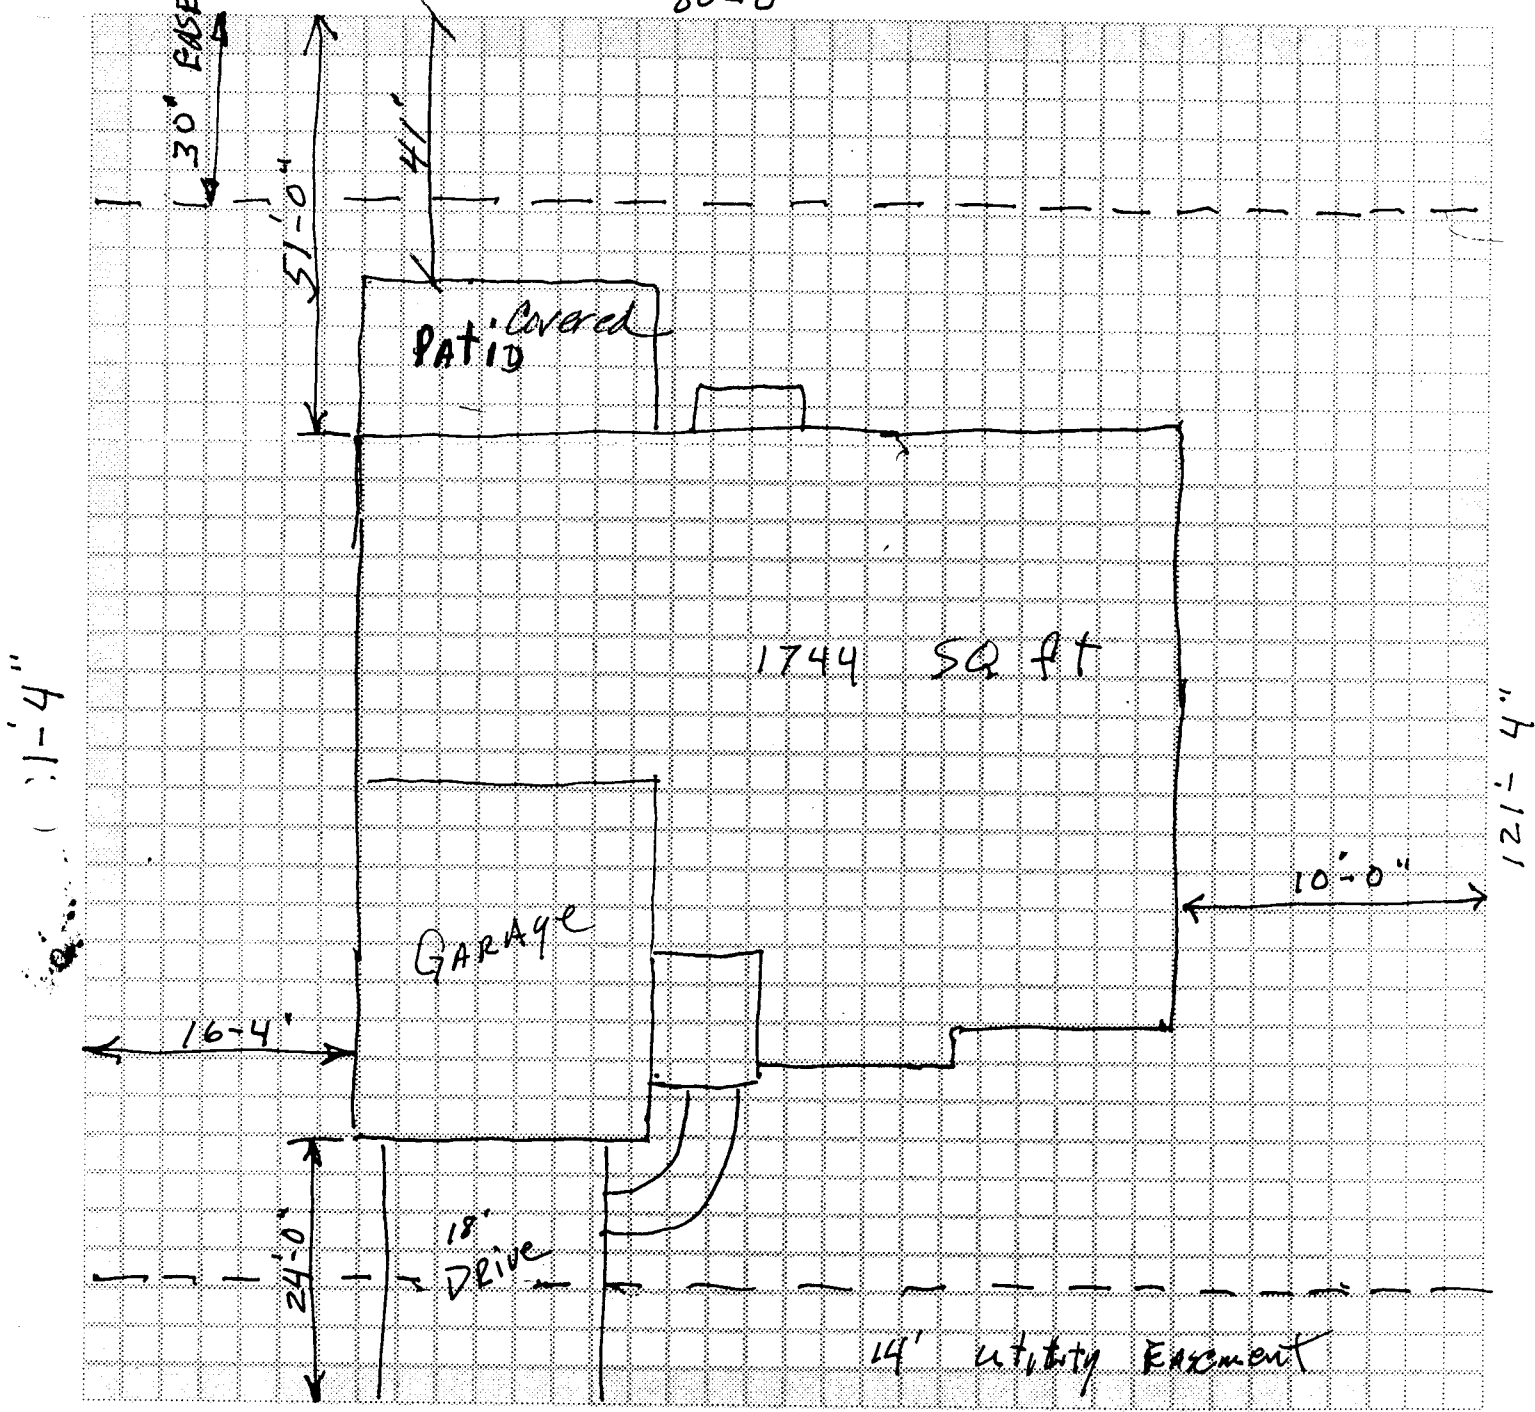 30" EASE
51'-0"
41"
Covered
PATIO
1744 SQ ft
121'-4"
10'-0"
GARAGE
16-4"
24'-0"
18'
DRIVE
14' utility Easement